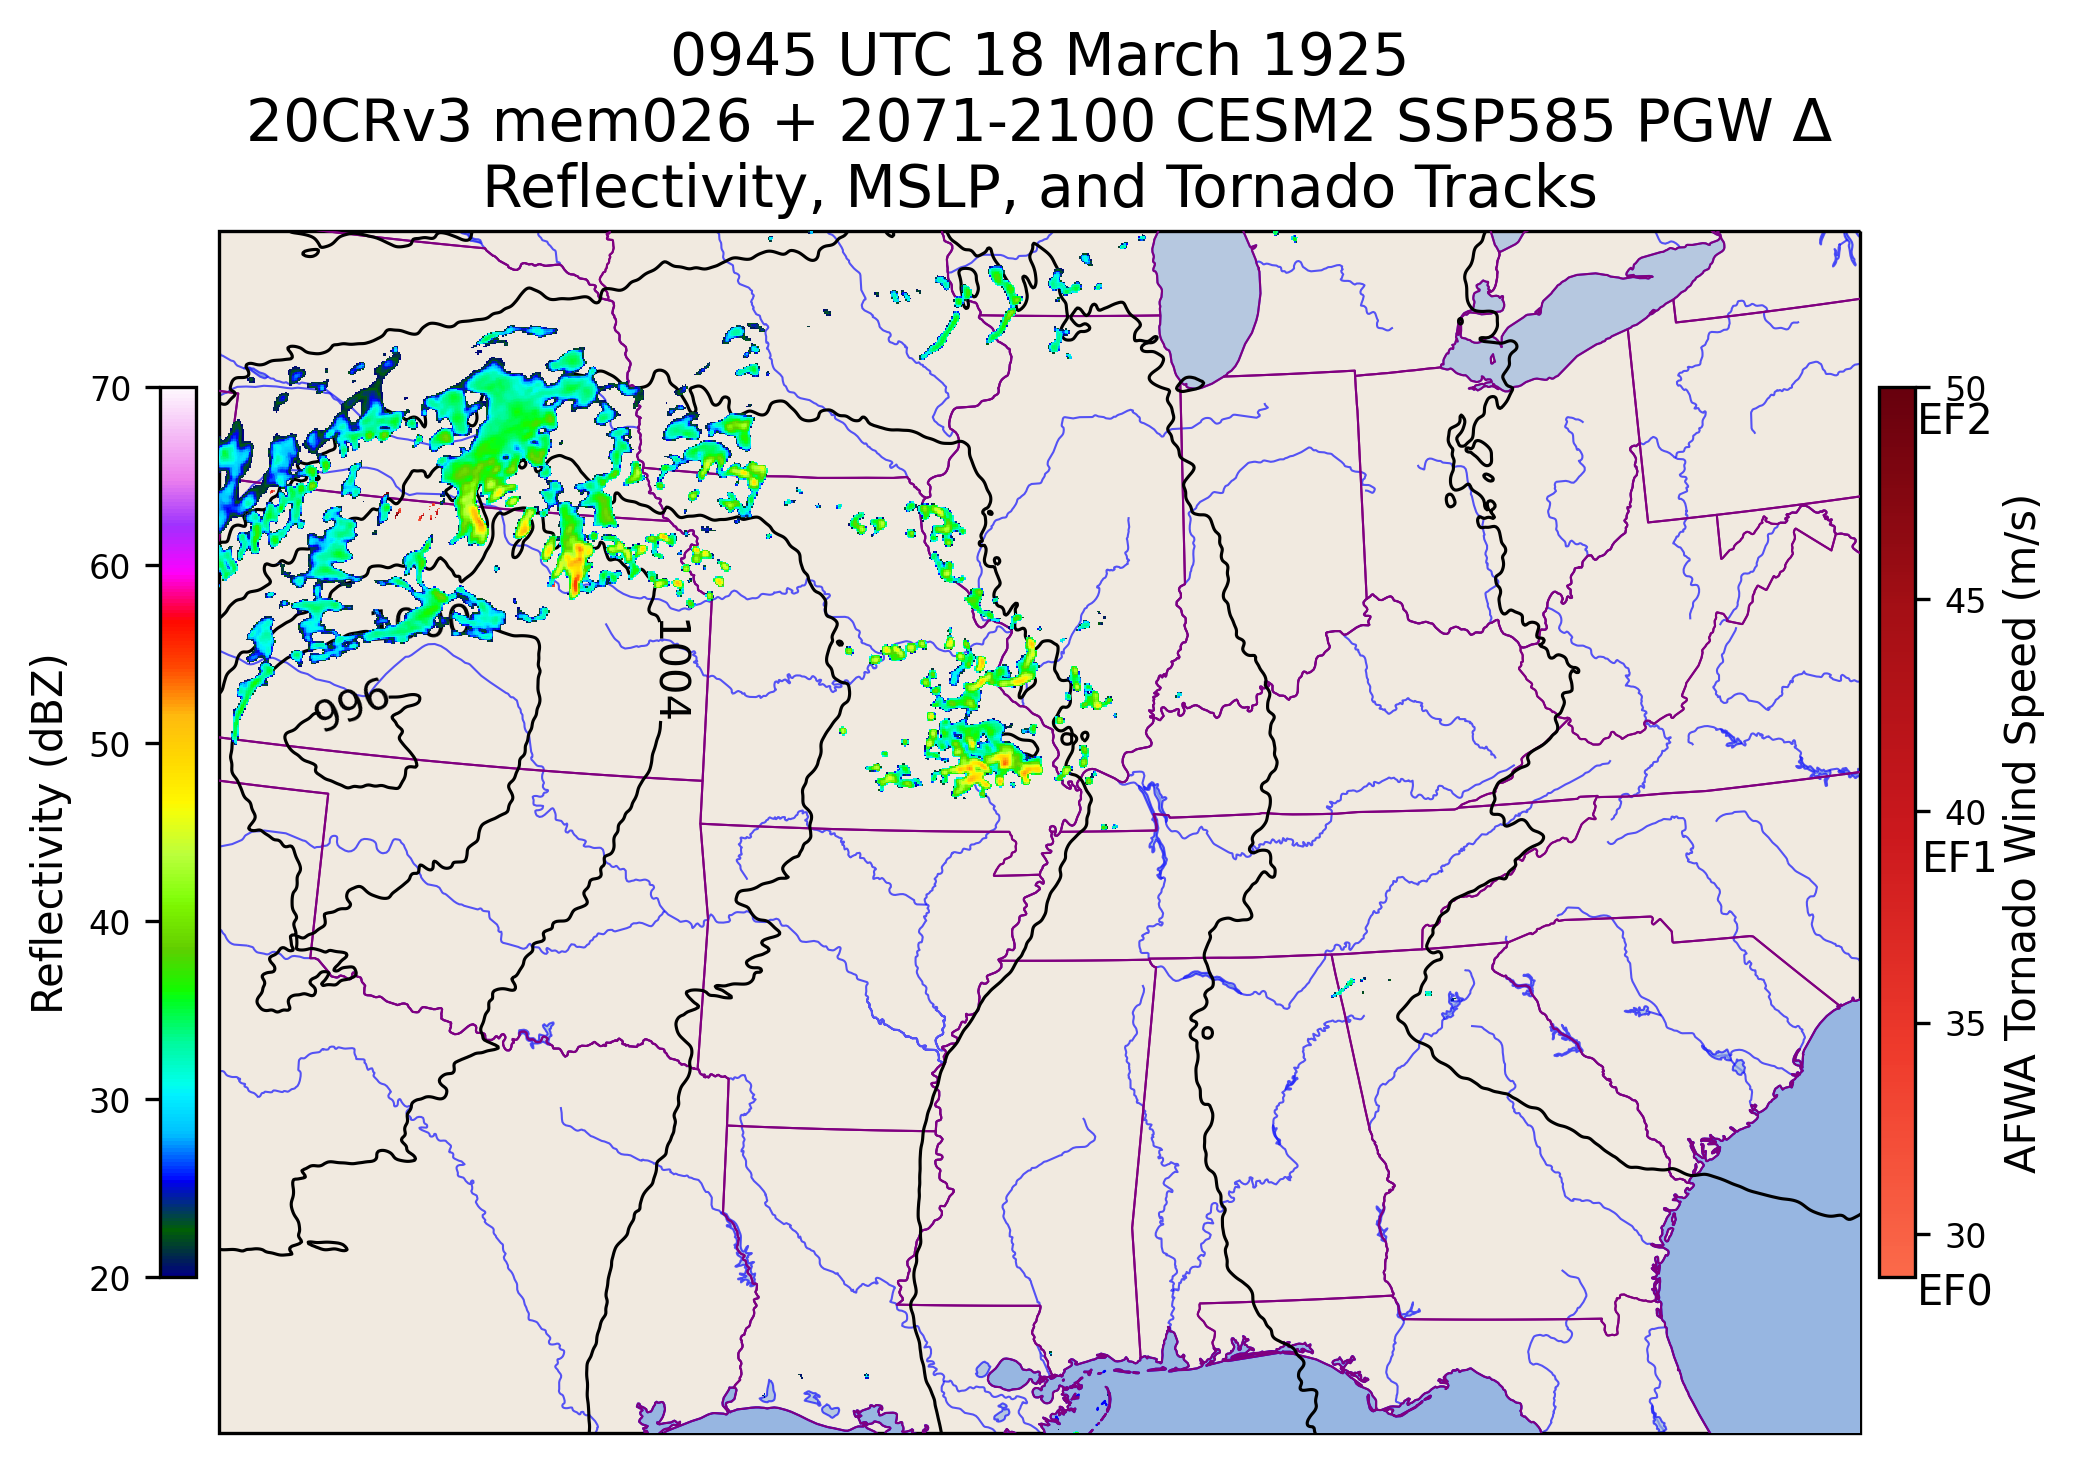 0945 UTC 18 March 1925
20CRv3 mem026 + 2071-2100 CESM2 SSP585 PGW Δ
Reflectivity, MSLP, and Tornado Tracks
70
60
50
40
30
20
Reflectivity (dBZ)
996
1004
50
EF2
45
40
EF1
35
30
EF0
AFWA Tornado Wind Speed (m/s)